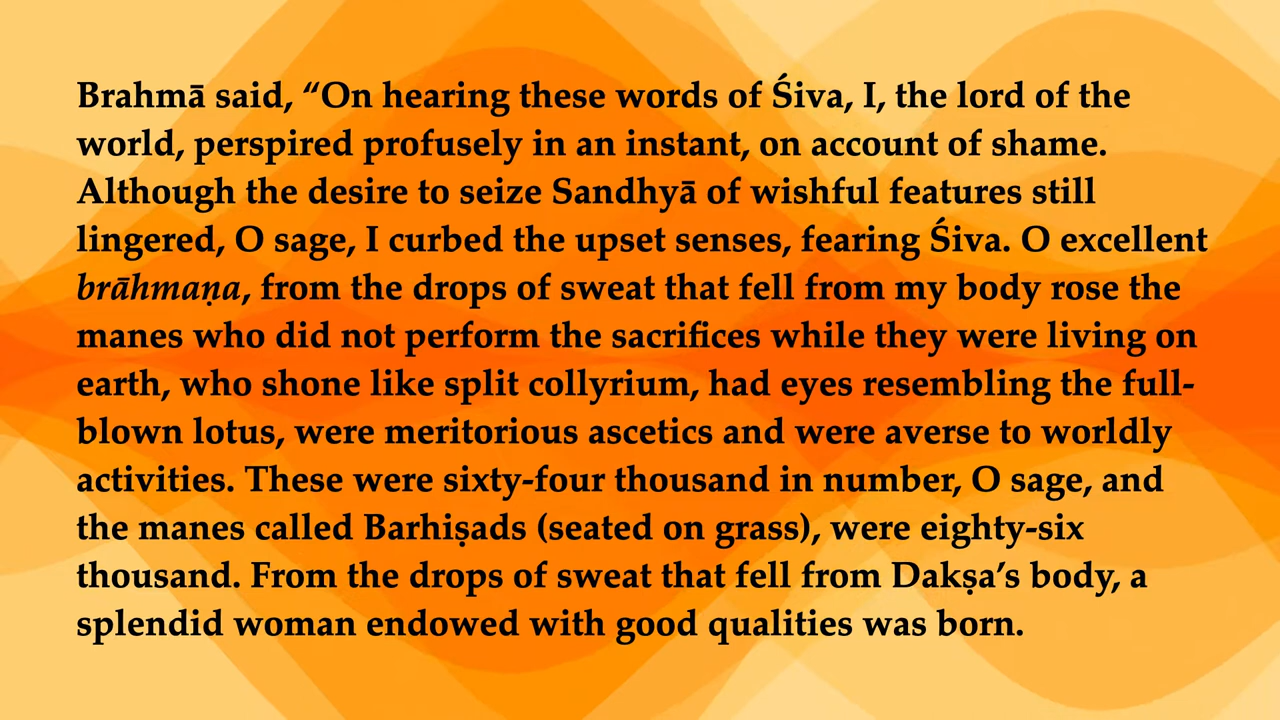 Brahmā said, “On hearing these words of Śiva, I, the lord of the
world, perspired profusely in an instant, on account of shame.
Although the desire to seize Sandhyā of wishful features still
lingered, O sage, I curbed the upset senses, fearing Śiva. O excellent
brāhmaṇa, from the drops of sweat that fell from my body rose the
manes who did not perform the sacrifices while they were living on
earth, who shone like split collyrium, had eyes resembling the full-
blown lotus, were meritorious ascetics and were averse to worldly
activities. These were sixty-four thousand in number, O sage, and
the manes called Barhiṣads (seated on grass), were eighty-six
thousand. From the drops of sweat that fell from Dakṣa’s body, a
splendid woman endowed with good qualities was born.